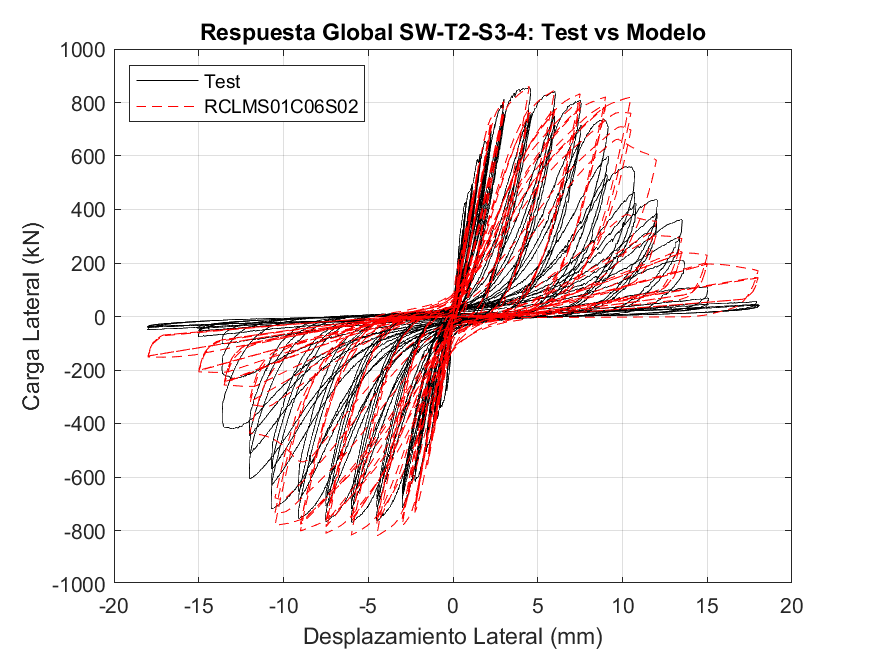 Respuesta Global SW-T2-S3-4: Test vs Modelo
Test
RCLMS01C06S02
Carga Lateral (kN)
1000
800
600
400
200
0
-200
-400
-600
-800
-1000
-20 -15 -10 -5 0 5 10 15 20
Desplazamiento Lateral (mm)